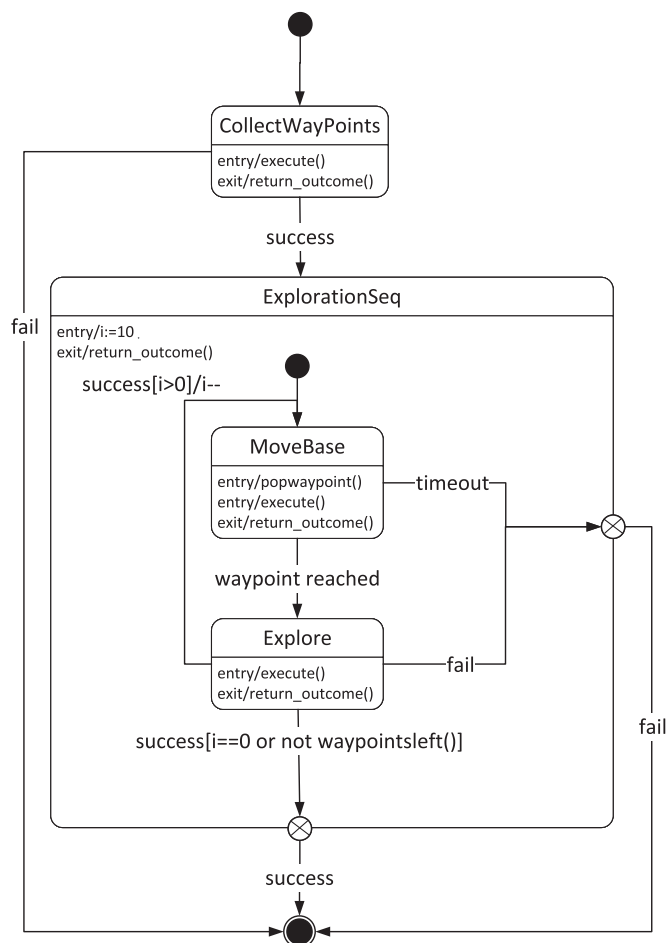 CollectWayPoints
entry/execute()
exit/return_outcome()
success
ExplorationSeq
fail
entry/i:=10
exit/return_outcome()
success[i>0]/i--
MoveBase
entry/popwaypoint()
timeout
entry/execute()
exit/return_outcome()
waypoint reached
Explore
fail
entry/execute()
exit/return_outcome()
fail
success[i==0 or not waypointsleft()]
success